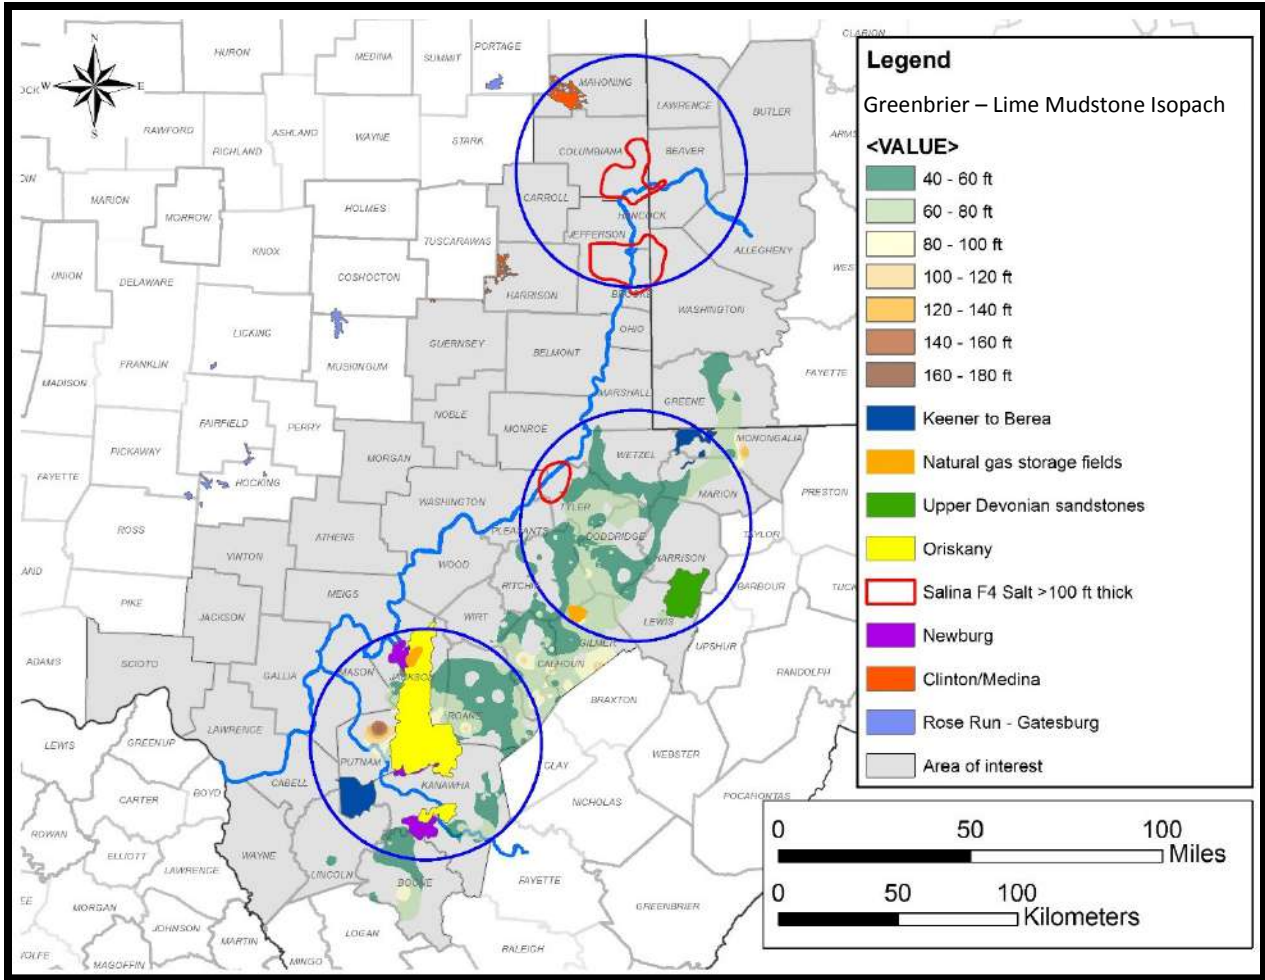 CLARION
PORTAGE
HURON
MEDINA
SUMMIT
N
W
E
S
MAHONING
LAWRENCE
BUTLER
RAWFORD
ASHLAND
WAYNE
STARK
RICHLAND
COLUMBIANA
BEAVER
CARROLL
MARION
MORROW
HOLMES
HANCOCK
TUSCARAWAS
JEFFERSON
ALLEGHENY
KNOX
UNION
DELAWARE
COSHOCTON
HARRISON
BROOKE
WASHINGTON
OHIO
LICKING
GUERNSEY
BELMONT
FRANKLIN
MUSKINGUM
FAYETTE
MADISON
MARSHALL
GREENE
FAIRFIELD
PERRY
NOBLE
MONROE
MONONGALIA
PICKAWAY
WETZEL
MORGAN
FAYETTE
HOCKING
MARION
PRESTON
WASHINGTON
TYLER
ROSS
PLEASANTS
DODDRIDGE
TAYLOR
ATHENS
VINTON
HARRISON
WOOD
RITCHIE
BARBOUR
TUCK
PIKE
MEIGS
JACKSON
WIRT
LEWIS
GILMER
UPSHUR
ADAMS
SCIOTO
CALHOUN
GALLIA
MASON
JACKSON
RANDOLPH
BRAXTON
ROANE
LAWRENCE
LEWIS
GREENUP
WEBSTER
PUTNAM
CLAY
CABELL
KANAWHA
BOYD
CARTER
NICHOLAS
POCAHONTAS
ROWAN
ELLIOTT
WAYNE
LAWRENCE
LINCOLN
BOONE
FAYETTE
MORGAN
GREENBRIER
JOHNSON
LOGAN
MARTIN
RALEIGH
MINGO
MAGOFFIN
Legend
Greenbrier – Lime Mudstone Isopach
<VALUE>
40 - 60 ft
60 - 80 ft
80 - 100 ft
100 - 120 ft
120 - 140 ft
140 - 160 ft
160 - 180 ft
Keener to Berea
Natural gas storage fields
Upper Devonian sandstones
Oriskany
Salina F4 Salt >100 ft thick
Newburg
Clinton/Medina
Rose Run - Gatesburg
Area of interest
0 50 100
Miles
0 50 100
Kilometers